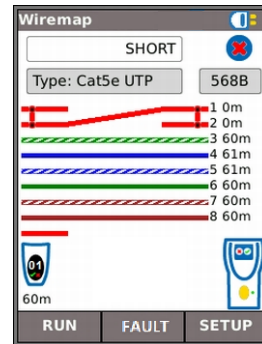 Wiremap
SHORT
Type: Cat5e UTP
568B
1 0m
2 0m
3 60m
4 61m
5 61m
6 60m
7 60m
8 60m
01
60m
RUN
FAULT
SETUP